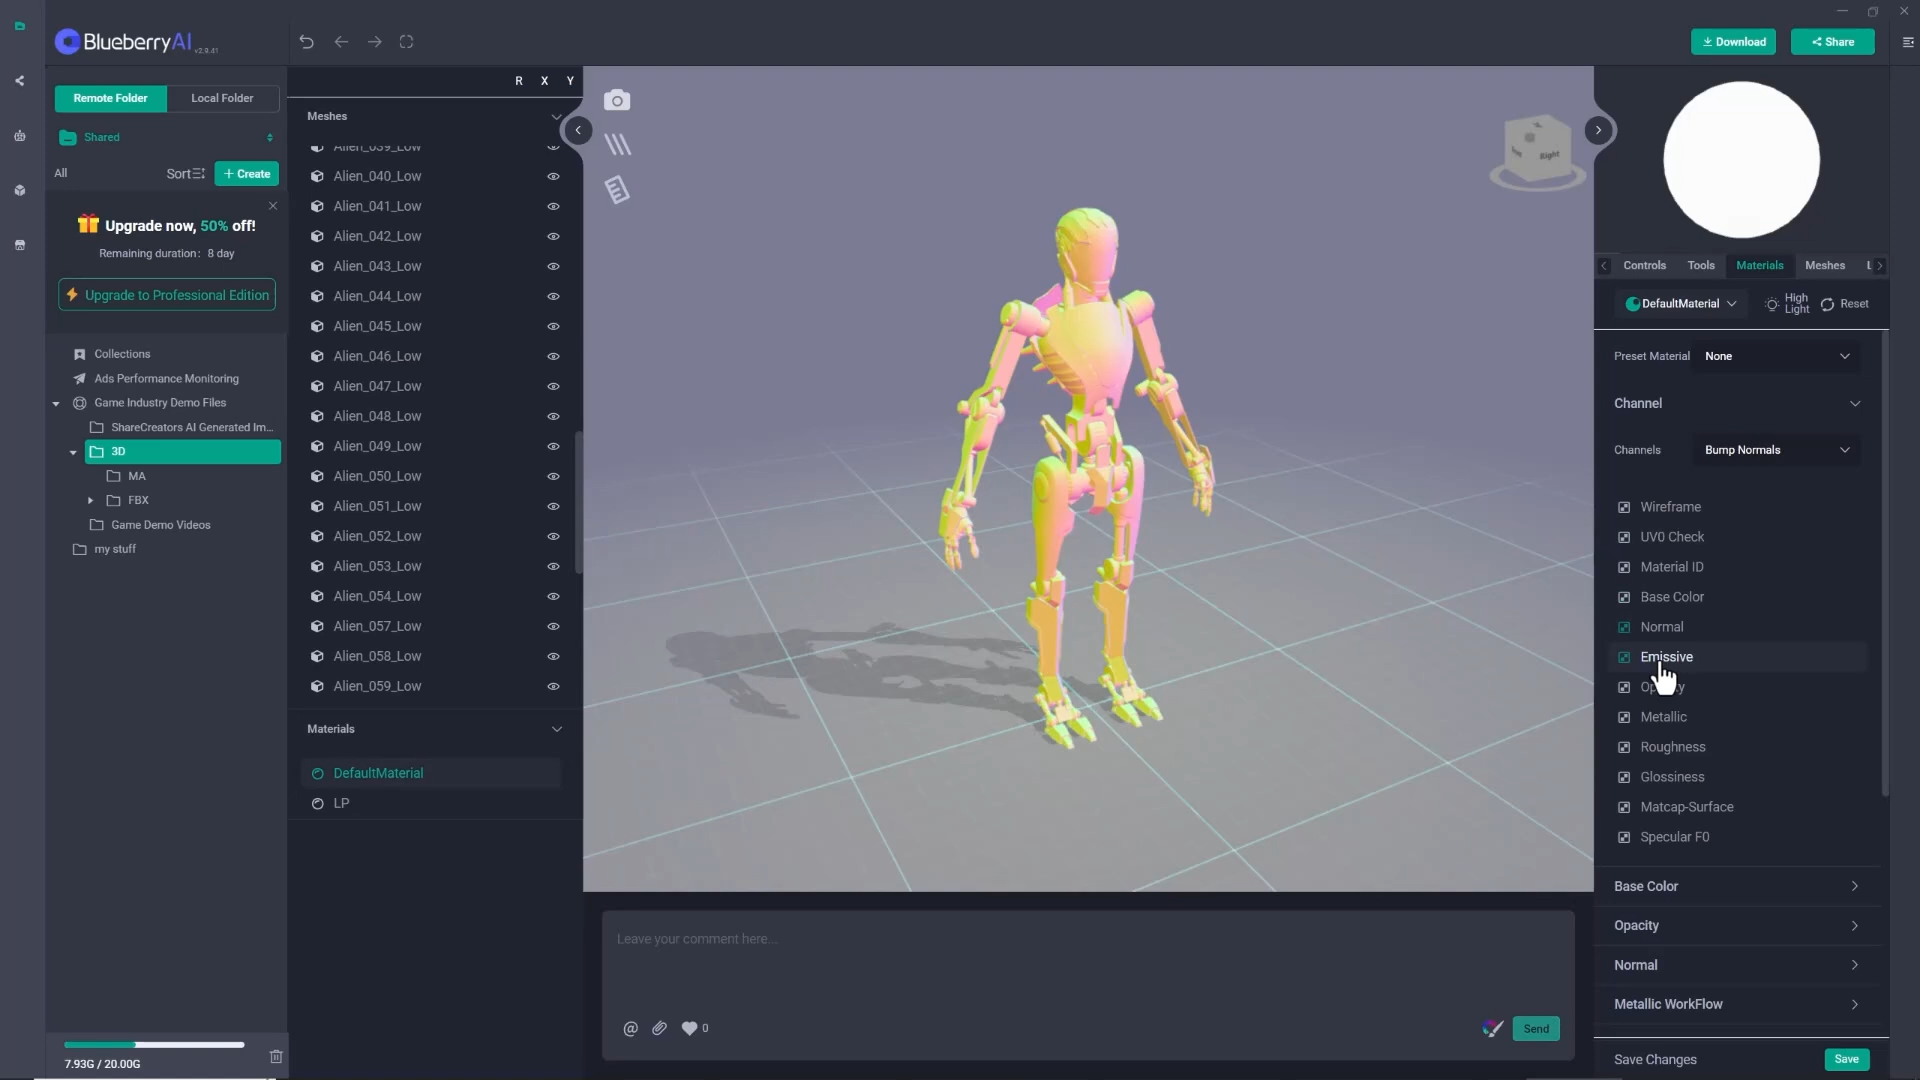 BlueberryAI v2.9.41
Download
Share
Remote Folder
Local Folder
Shared
All
Sort
+ Create
Upgrade now, 50% off!
Remaining duration: 8 day
Upgrade to Professional Edition
Collections
Ads Performance Monitoring
Game Industry Demo Files
ShareCreators AI Generated Im...
3D
MA
FBX
Game Demo Videos
my stuff
7.93G / 20.00G
R X Y
Meshes
Alien_039_Low
Alien_040_Low
Alien_041_Low
Alien_042_Low
Alien_043_Low
Alien_044_Low
Alien_045_Low
Alien_046_Low
Alien_047_Low
Alien_048_Low
Alien_049_Low
Alien_050_Low
Alien_051_Low
Alien_052_Low
Alien_053_Low
Alien_054_Low
Alien_057_Low
Alien_058_Low
Alien_059_Low
Materials
DefaultMaterial
LP
Right
Leave your comment here...
@
0
Send
Controls
Tools
Materials
Meshes
DefaultMaterial
High
Light
Reset
Preset Material None
Channel
Channels Bump Normals
Wireframe
UV0 Check
Material ID
Base Color
Normal
Emissive
Metallic
Roughness
Glossiness
Matcap-Surface
Specular F0
Base Color
Opacity
Normal
Metallic WorkFlow
Save Changes
Save